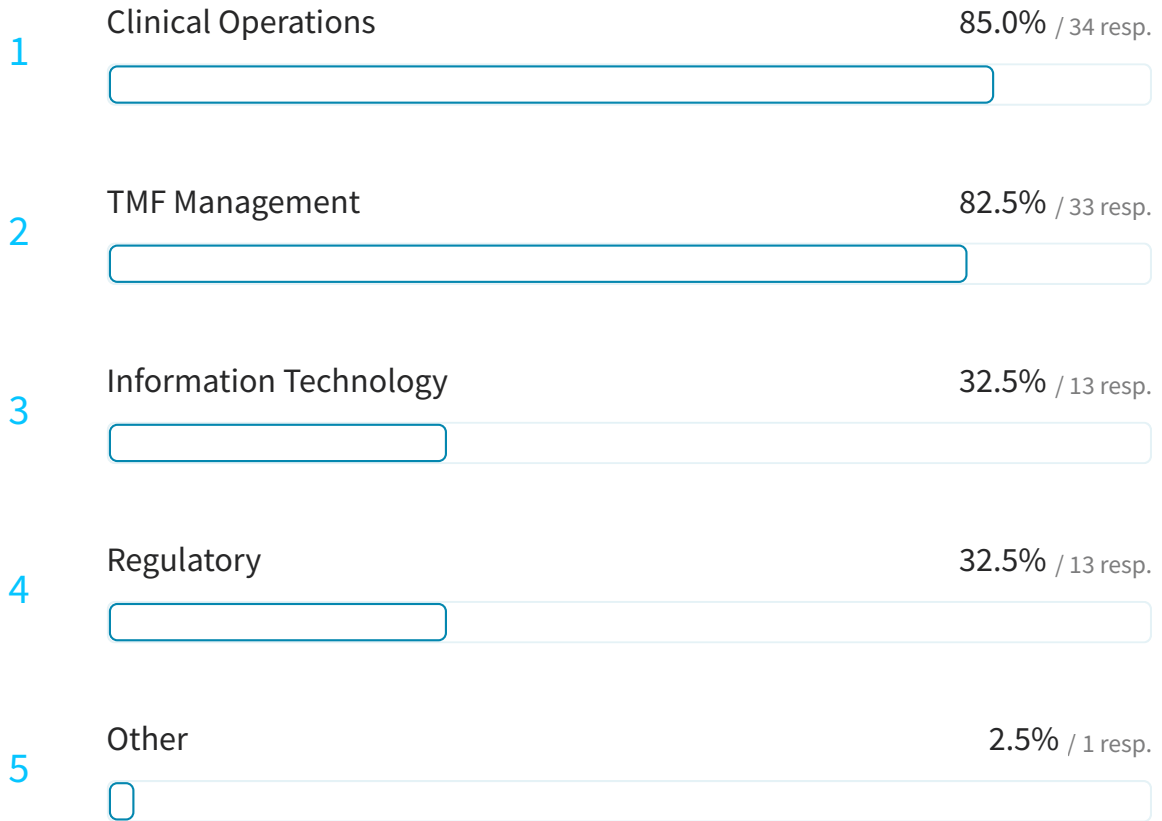 1
Clinical Operations 85.0% / 34 resp.
2
TMF Management 82.5% / 33 resp.
3
Information Technology 32.5% / 13 resp.
4
Regulatory 32.5% / 13 resp.
5
Other 2.5% / 1 resp.